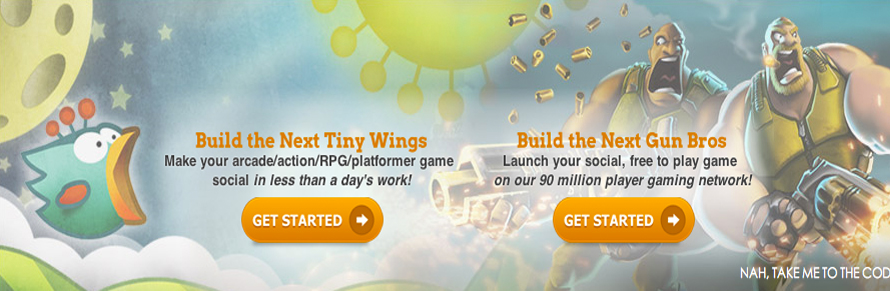 Build the Next Tiny Wings
Make your arcade/action/RPG/platformer game
social in less than a day's work!
GET STARTED
Build the Next Gun Bros
Launch your social, free to play game
on our 90 million player gaming network!
GET STARTED
NAH, TAKE ME TO THE COD